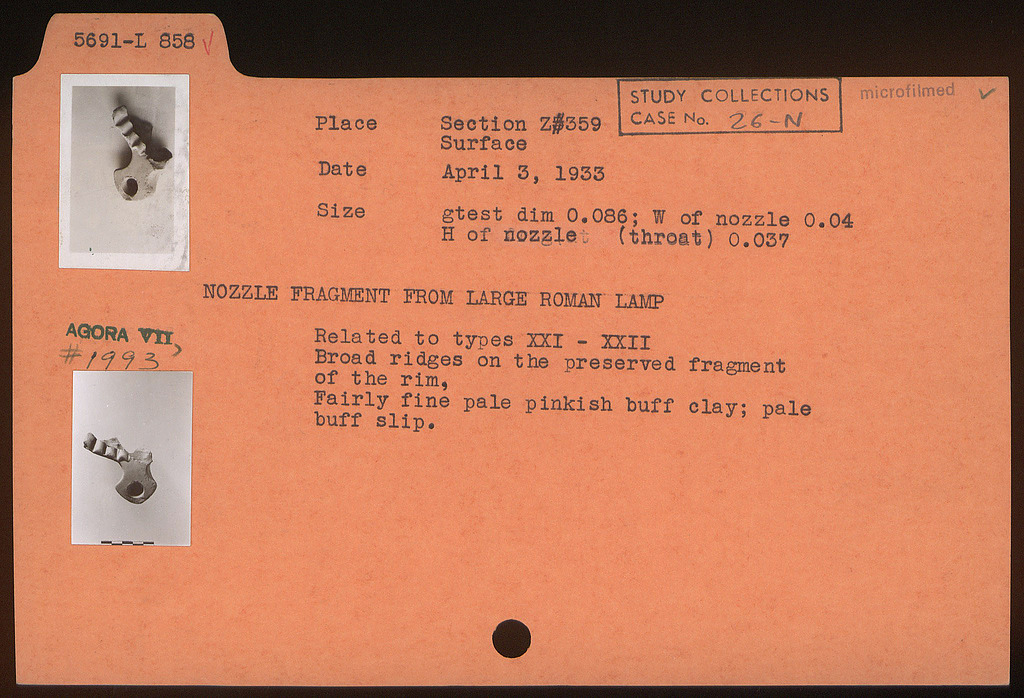 5691-L 858 ✓
STUDY COLLECTIONS
CASE No. 26-N
microfilmed ✓
Place Section Z#359
Surface
Date April 3, 1933
Size gtest dim 0.086; W of nozzle 0.04
H of nozzle (throat) 0.037
NOZZLE FRAGMENT FROM LARGE ROMAN LAMP
AGORA VII,
#1993
Related to types XXI - XXII
Broad ridges on the preserved fragment
of the rim,
Fairly fine pale pinkish buff clay; pale
buff slip.